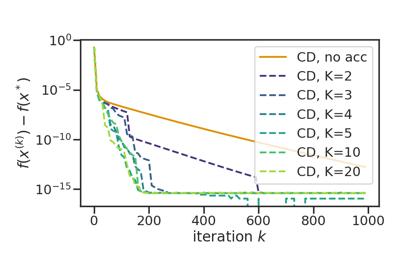 10⁰
10⁻⁵
10⁻¹⁰
10⁻¹⁵
f(x⁽ᵏ⁾) − f(x*)
CD, no acc
CD, K=2
CD, K=3
CD, K=4
CD, K=5
CD, K=10
CD, K=20
0 200 400 600 800 1000
iteration k